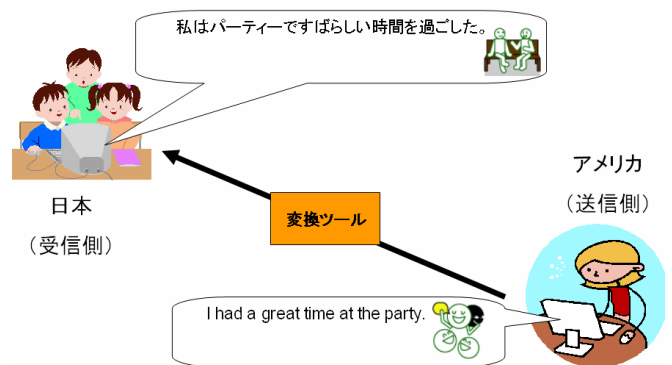 私はパーティーですばらしい時間を過ごした。
アメリカ
（送信側）
日本
（受信側）
変換ツール
I had a great time at the party.